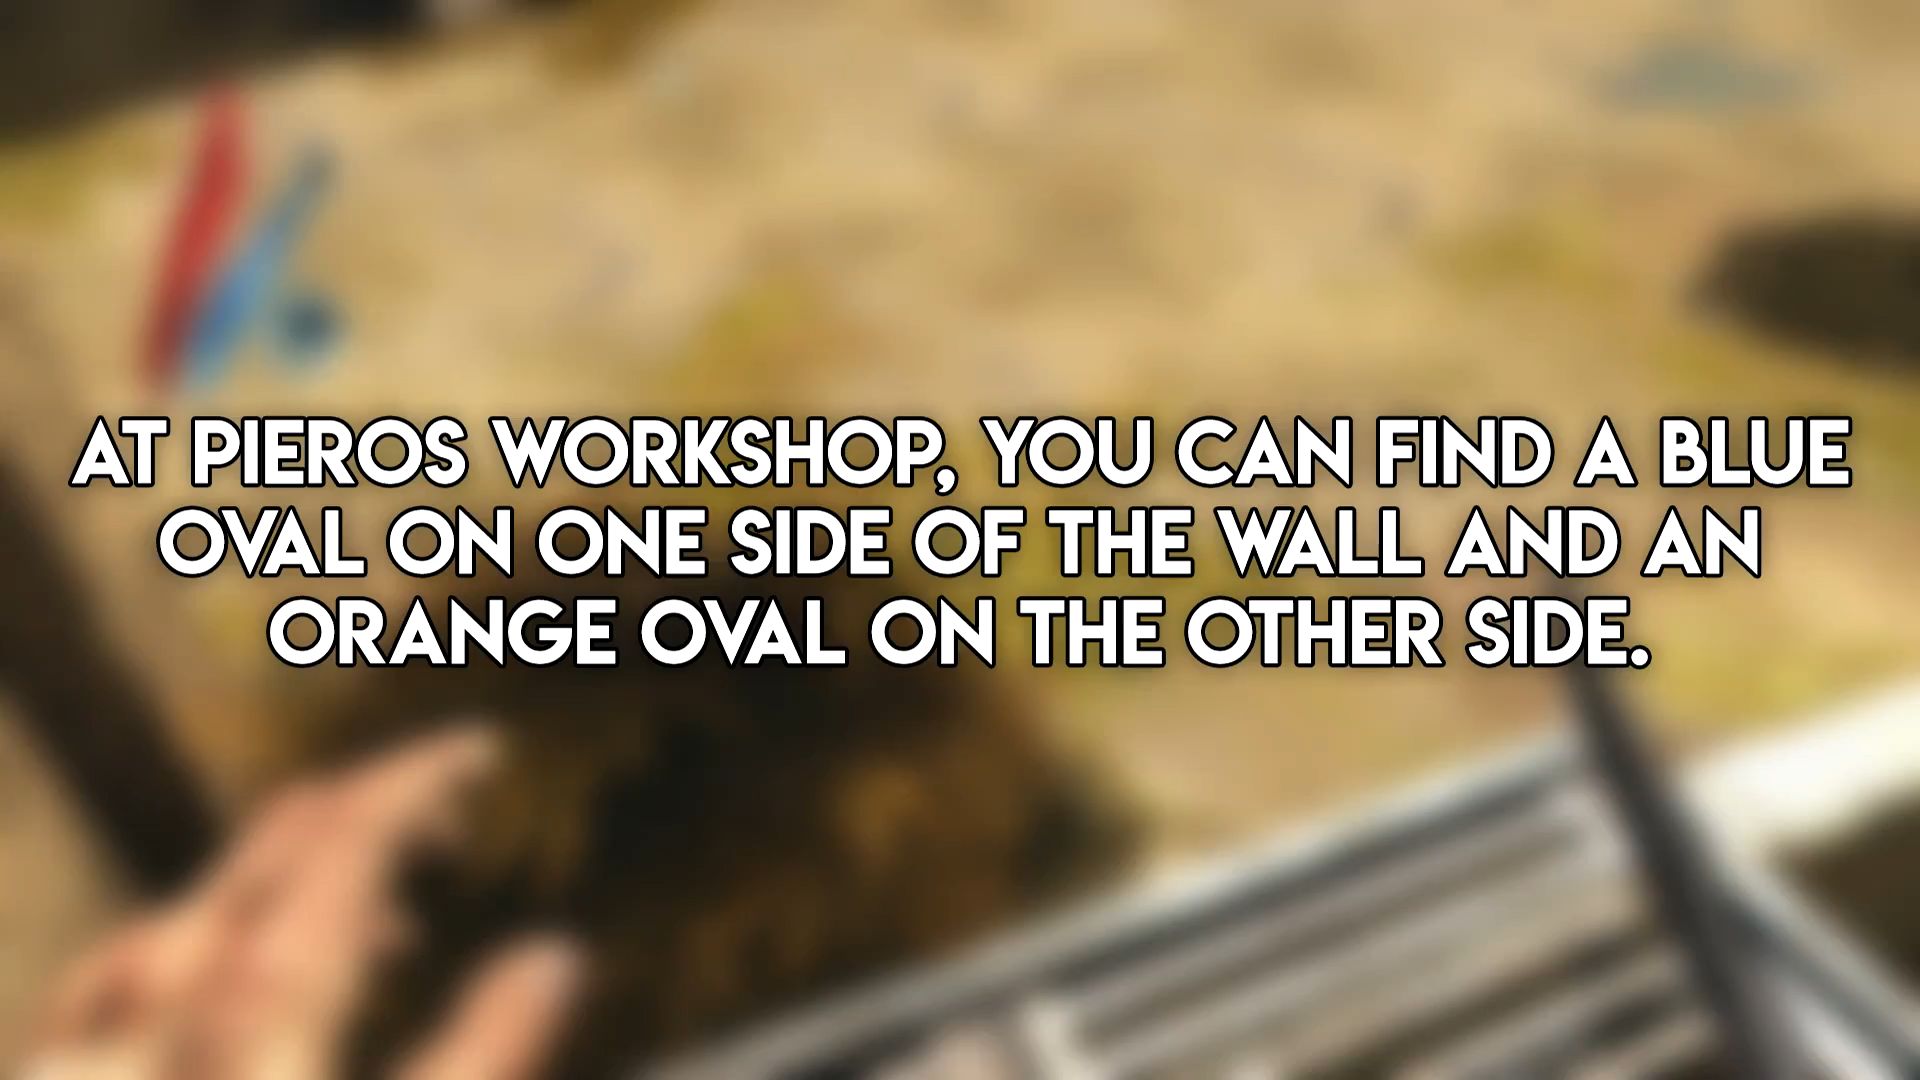 AT PIEROS WORKSHOP, YOU CAN FIND A BLUE
OVAL ON ONE SIDE OF THE WALL AND AN
ORANGE OVAL ON THE OTHER SIDE.